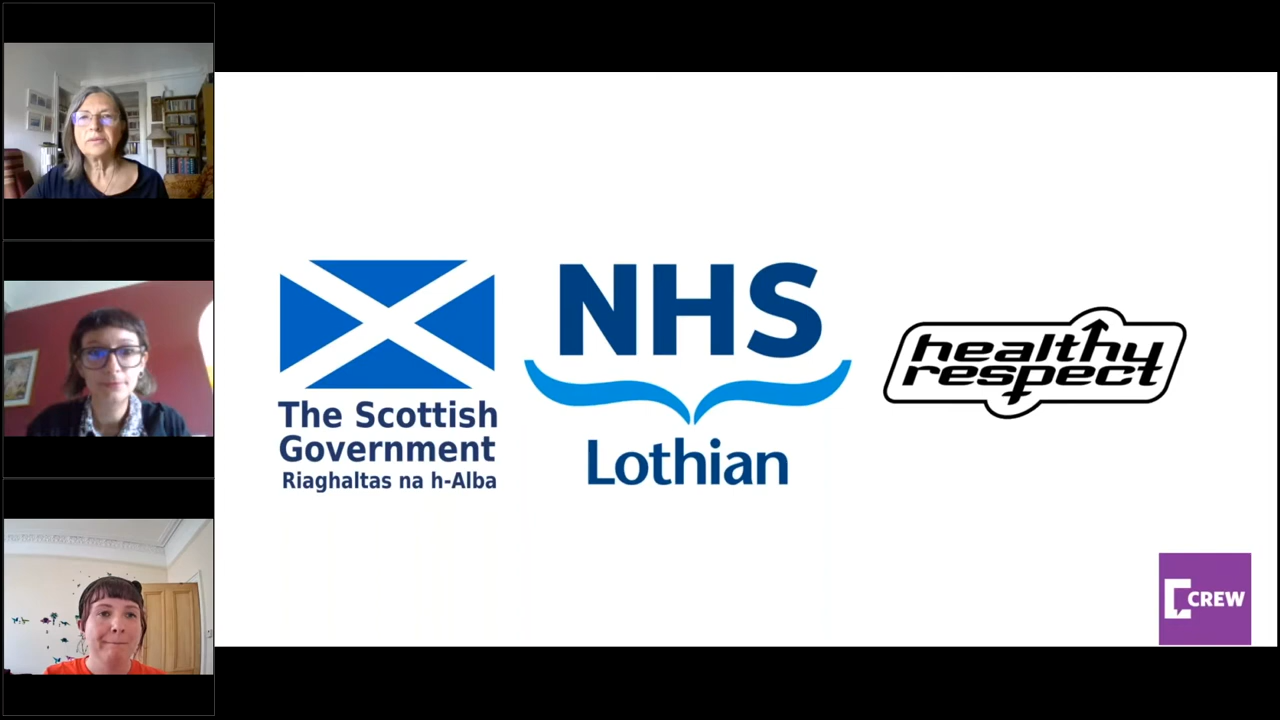 The Scottish
Government
Riaghaltas na h-Alba
NHS
Lothian
healthy
respect
CREW